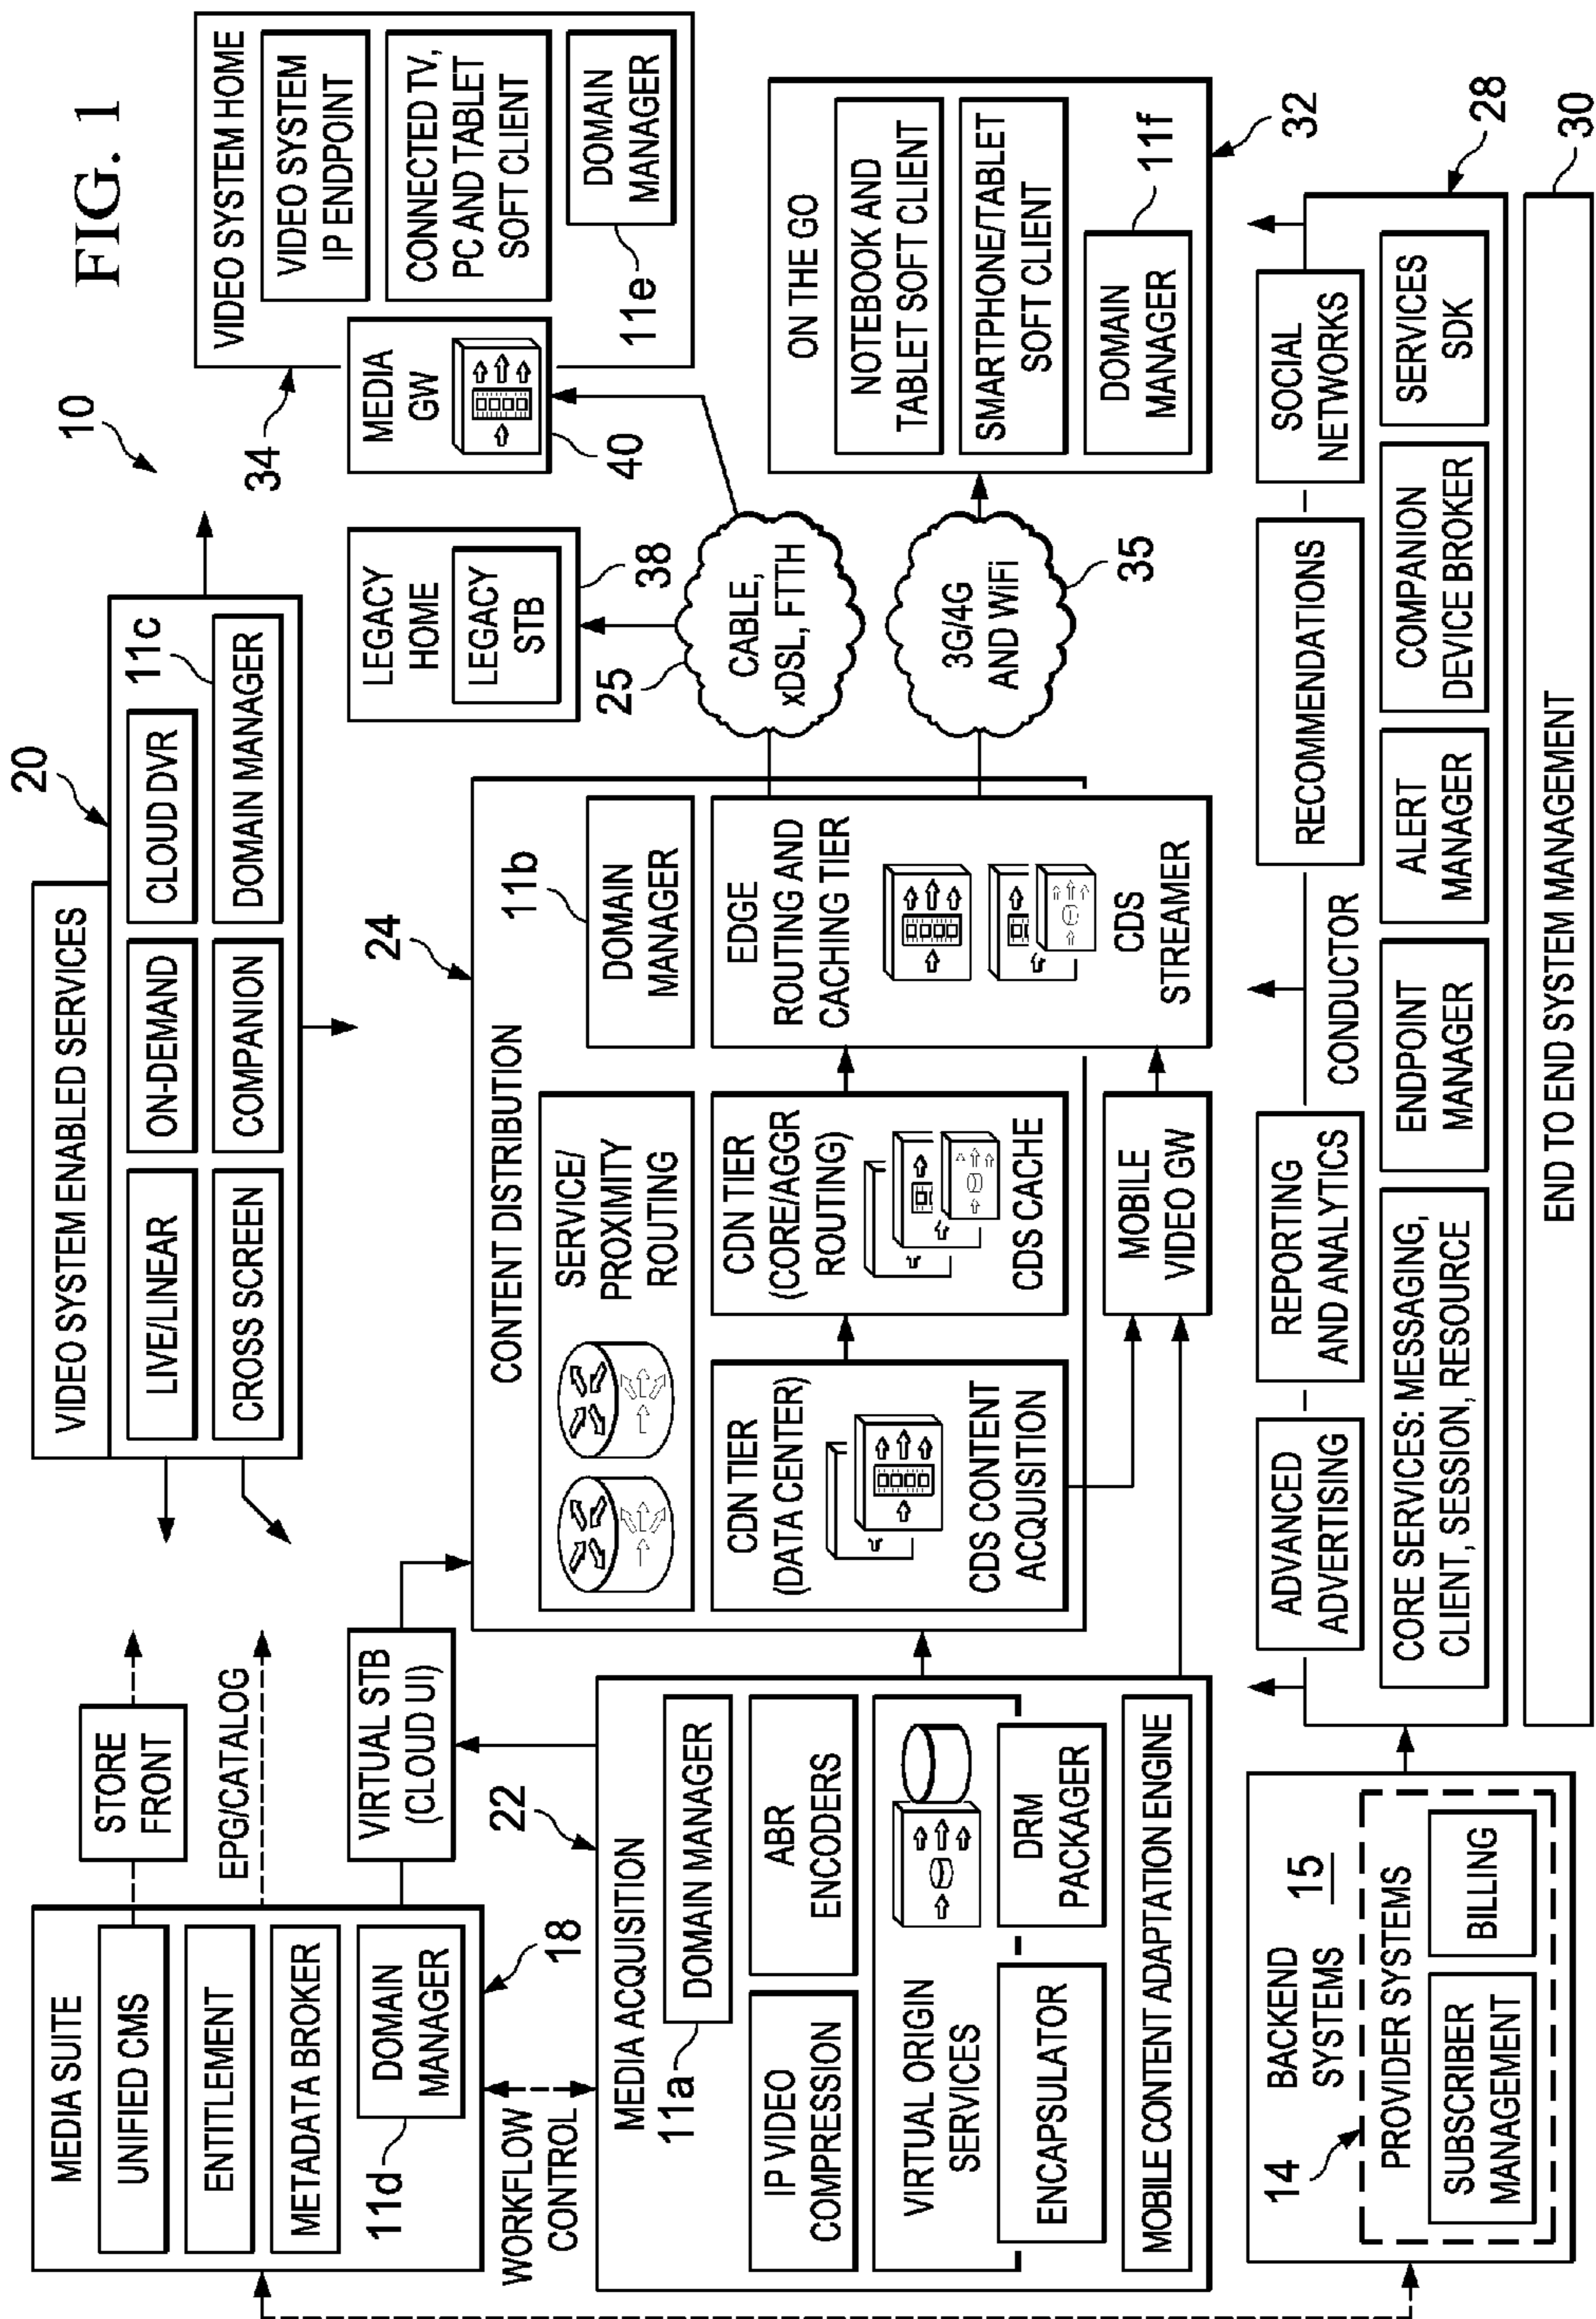 FIG. 1
10
VIDEO SYSTEM ENABLED SERVICES
20
LIVE/LINEAR
ON-DEMAND
CLOUD DVR
11c
CROSS SCREEN
COMPANION
DOMAIN MANAGER
MEDIA SUITE
UNIFIED CMS
ENTITLEMENT
METADATA BROKER
DOMAIN
MANAGER
11d
18
STORE
FRONT
EPG/CATALOG
VIRTUAL STB
(CLOUD UI)
WORKFLOW
CONTROL
22
MEDIA ACQUISITION
DOMAIN MANAGER
11a
IP VIDEO
COMPRESSION
ABR
ENCODERS
VIRTUAL ORIGIN
SERVICES
ENCAPSULATOR
DRM
PACKAGER
MOBILE CONTENT ADAPTATION ENGINE
24
CONTENT DISTRIBUTION
SERVICE/
PROXIMITY
ROUTING
11b
DOMAIN
MANAGER
CDN TIER
(DATA CENTER)
CDS CONTENT
ACQUISITION
CDN TIER
(CORE/AGGR
ROUTING)
CDS CACHE
EDGE
ROUTING AND
CACHING TIER
CDS
STREAMER
MOBILE
VIDEO GW
LEGACY
HOME
LEGACY
STB
38
25
CABLE,
xDSL, FTTH
3G/4G
AND WiFi
35
34
VIDEO SYSTEM HOME
VIDEO SYSTEM
IP ENDPOINT
CONNECTED TV,
PC AND TABLET
SOFT CLIENT
DOMAIN
MANAGER
11e
MEDIA
GW
40
ON THE GO
NOTEBOOK AND
TABLET SOFT CLIENT
SMARTPHONE/TABLET
SOFT CLIENT
DOMAIN
MANAGER
11f
32
BACKEND
SYSTEMS
15
14
PROVIDER SYSTEMS
SUBSCRIBER
MANAGEMENT
BILLING
ADVANCED
ADVERTISING
REPORTING
AND ANALYTICS
CONDUCTOR
RECOMMENDATIONS
SOCIAL
NETWORKS
28
CORE SERVICES: MESSAGING,
CLIENT, SESSION, RESOURCE
ENDPOINT
MANAGER
ALERT
MANAGER
COMPANION
DEVICE BROKER
SERVICES
SDK
END TO END SYSTEM MANAGEMENT
30